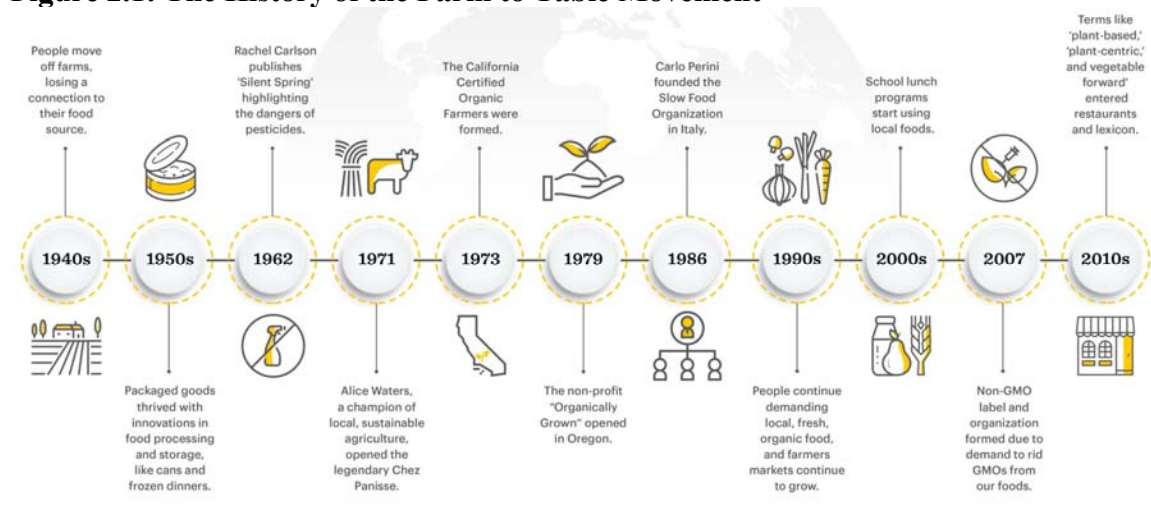 Figure 2.1: The History of the Farm to Table Movement
People move
off farms,
losing a
connection to
their food
source.
Rachel Carlson
publishes
'Silent Spring'
highlighting
the dangers of
pesticides.
The California
Certified
Organic
Farmers were
formed.
Carlo Perini
founded the
Slow Food
Organization
in Italy.
School lunch
programs
start using
local foods.
Terms like
'plant-based,'
'plant-centric,'
and vegetable
forward'
entered
restaurants
and lexicon.
1940s
1950s
1962
1971
1973
1979
1986
1990s
2000s
2007
2010s
Packaged goods
thrived with
innovations in
food processing
and storage,
like cans and
frozen dinners.
Alice Waters,
a champion of
local, sustainable
agriculture,
opened the
legendary Chez
Panisse.
The non-profit
"Organically
Grown" opened
in Oregon.
People continue
demanding
local, fresh,
organic food,
and farmers
markets continue
to grow.
Non-GMO
label and
organization
formed due to
demand to rid
GMOs from
our foods.